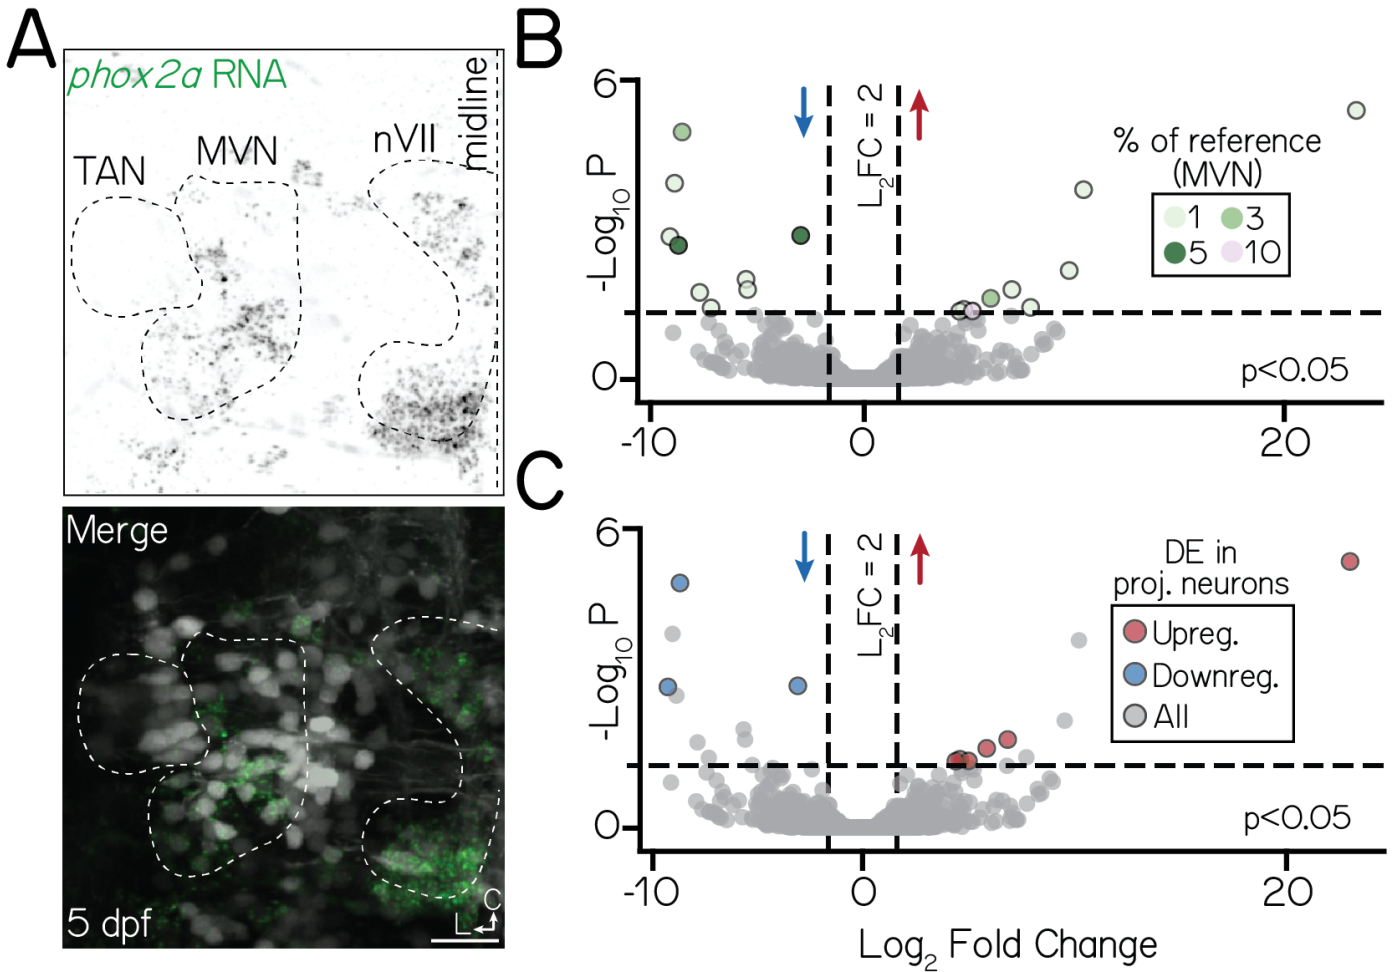 A
phox2a RNA
midline
TAN
MVN
nVII
Merge
5 dpf
C
L
B
6
-Log10 P
0
L2FC = 2
% of reference
(MVN)
1
3
5
10
p<0.05
-10
0
20
C
6
-Log10 P
0
L2FC = 2
DE in
proj. neurons
Upreg.
Downreg.
All
p<0.05
-10
0
20
Log2 Fold Change